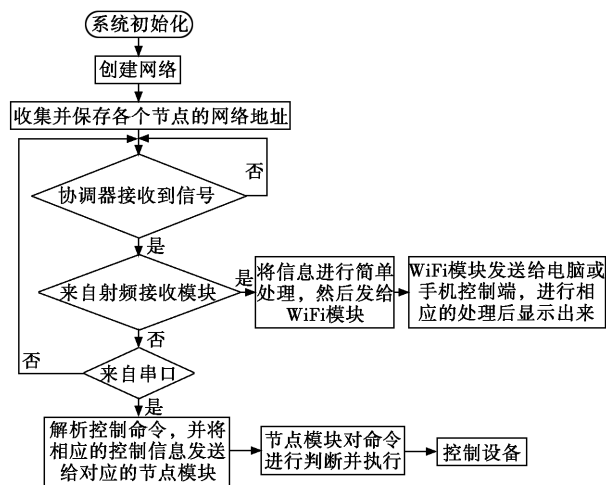 系统初始化
创建网络
收集并保存各个节点的网络地址
否
协调器接收到信号
是
来自射频接收模块
是
将信息进行简单
处理，然后发给
WiFi模块
WiFi模块发送给电脑或
手机控制端，进行相
应的处理后显示出来
否
否
来自串口
是
解析控制命令，并将
相应的控制信息发送
给对应的节点模块
节点模块对命令
进行判断并执行
控制设备